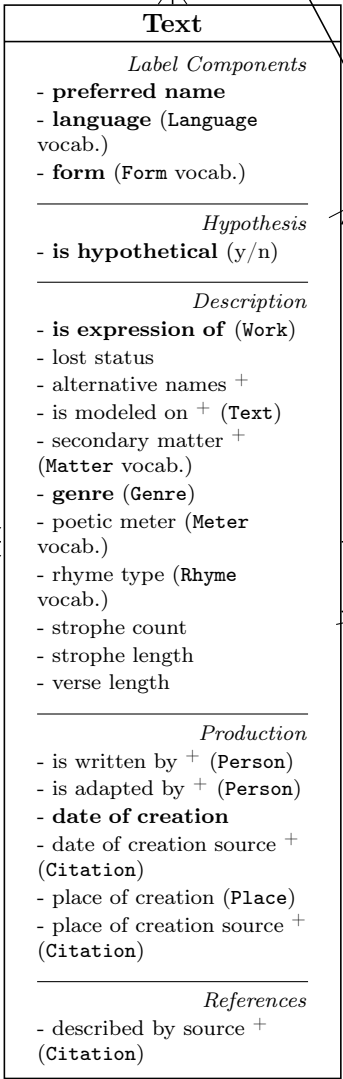 Text
Label Components
- preferred name
- language (Language
vocab.)
- form (Form vocab.)
Hypothesis
- is hypothetical (y/n)
Description
- is expression of (Work)
- lost status
- alternative names +
- is modeled on + (Text)
- secondary matter +
(Matter vocab.)
- genre (Genre)
- poetic meter (Meter
vocab.)
- rhyme type (Rhyme
vocab.)
- strophe count
- strophe length
- verse length
Production
- is written by + (Person)
- is adapted by + (Person)
- date of creation
- date of creation source +
(Citation)
- place of creation (Place)
- place of creation source +
(Citation)
References
- described by source +
(Citation)